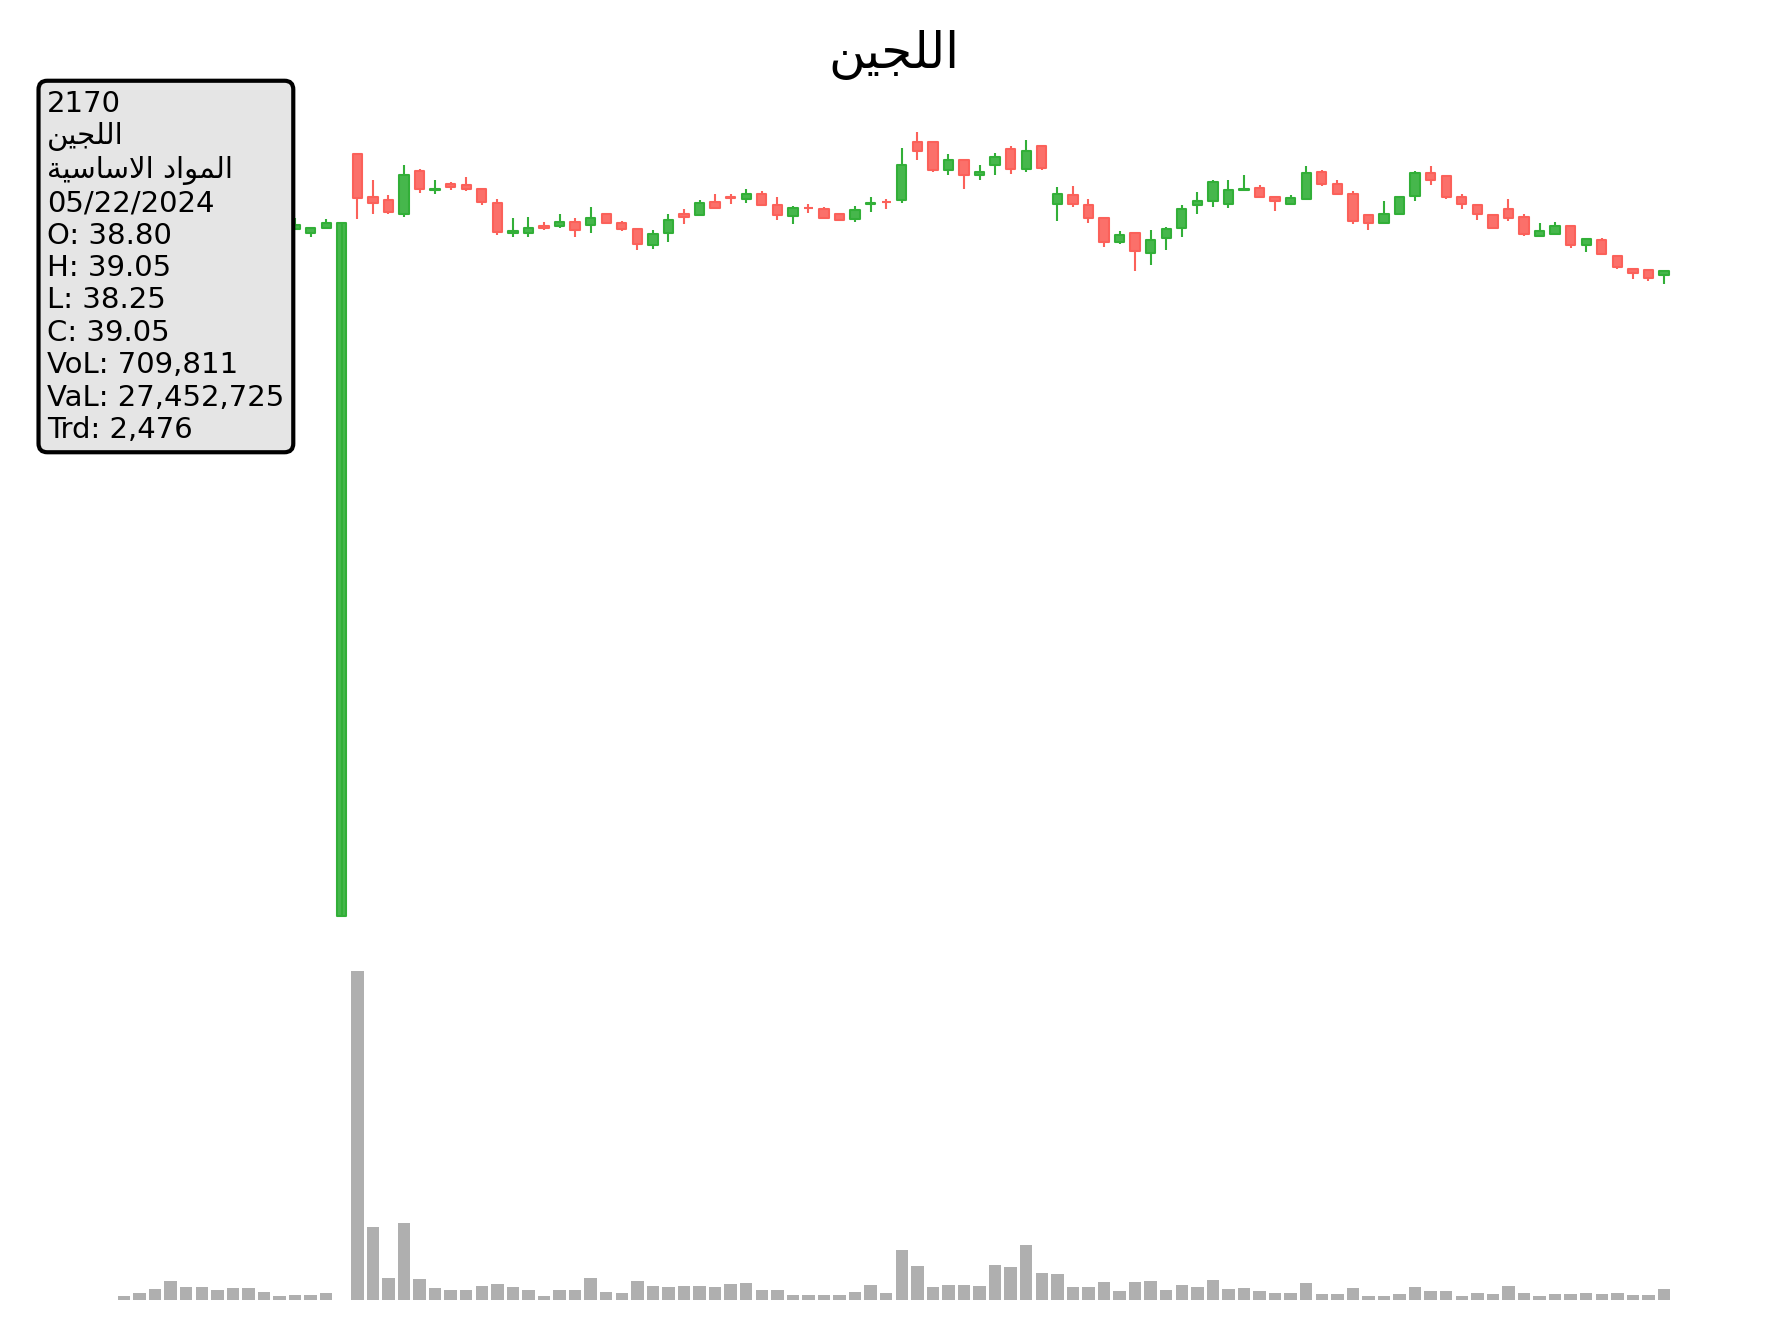 اللجين
2170
اللجين
المواد الاساسية
05/22/2024
O: 38.80
H: 39.05
L: 38.25
C: 39.05
VoL: 709,811
VaL: 27,452,725
Trd: 2,476